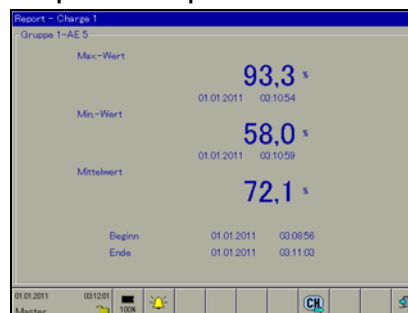 Report - Charge 1
Gruppe 1-AE 5
Max-Wert
93,3 %
01.01.2011 03:10:54
Min-Wert
58,0 %
01.01.2011 03:10:59
Mittelwert
72,1 %
Beginn 01.01.2011 03:08:56
Ende 01.01.2011 03:11:03
01.01.2011 03:12:01
Master
100%
CH